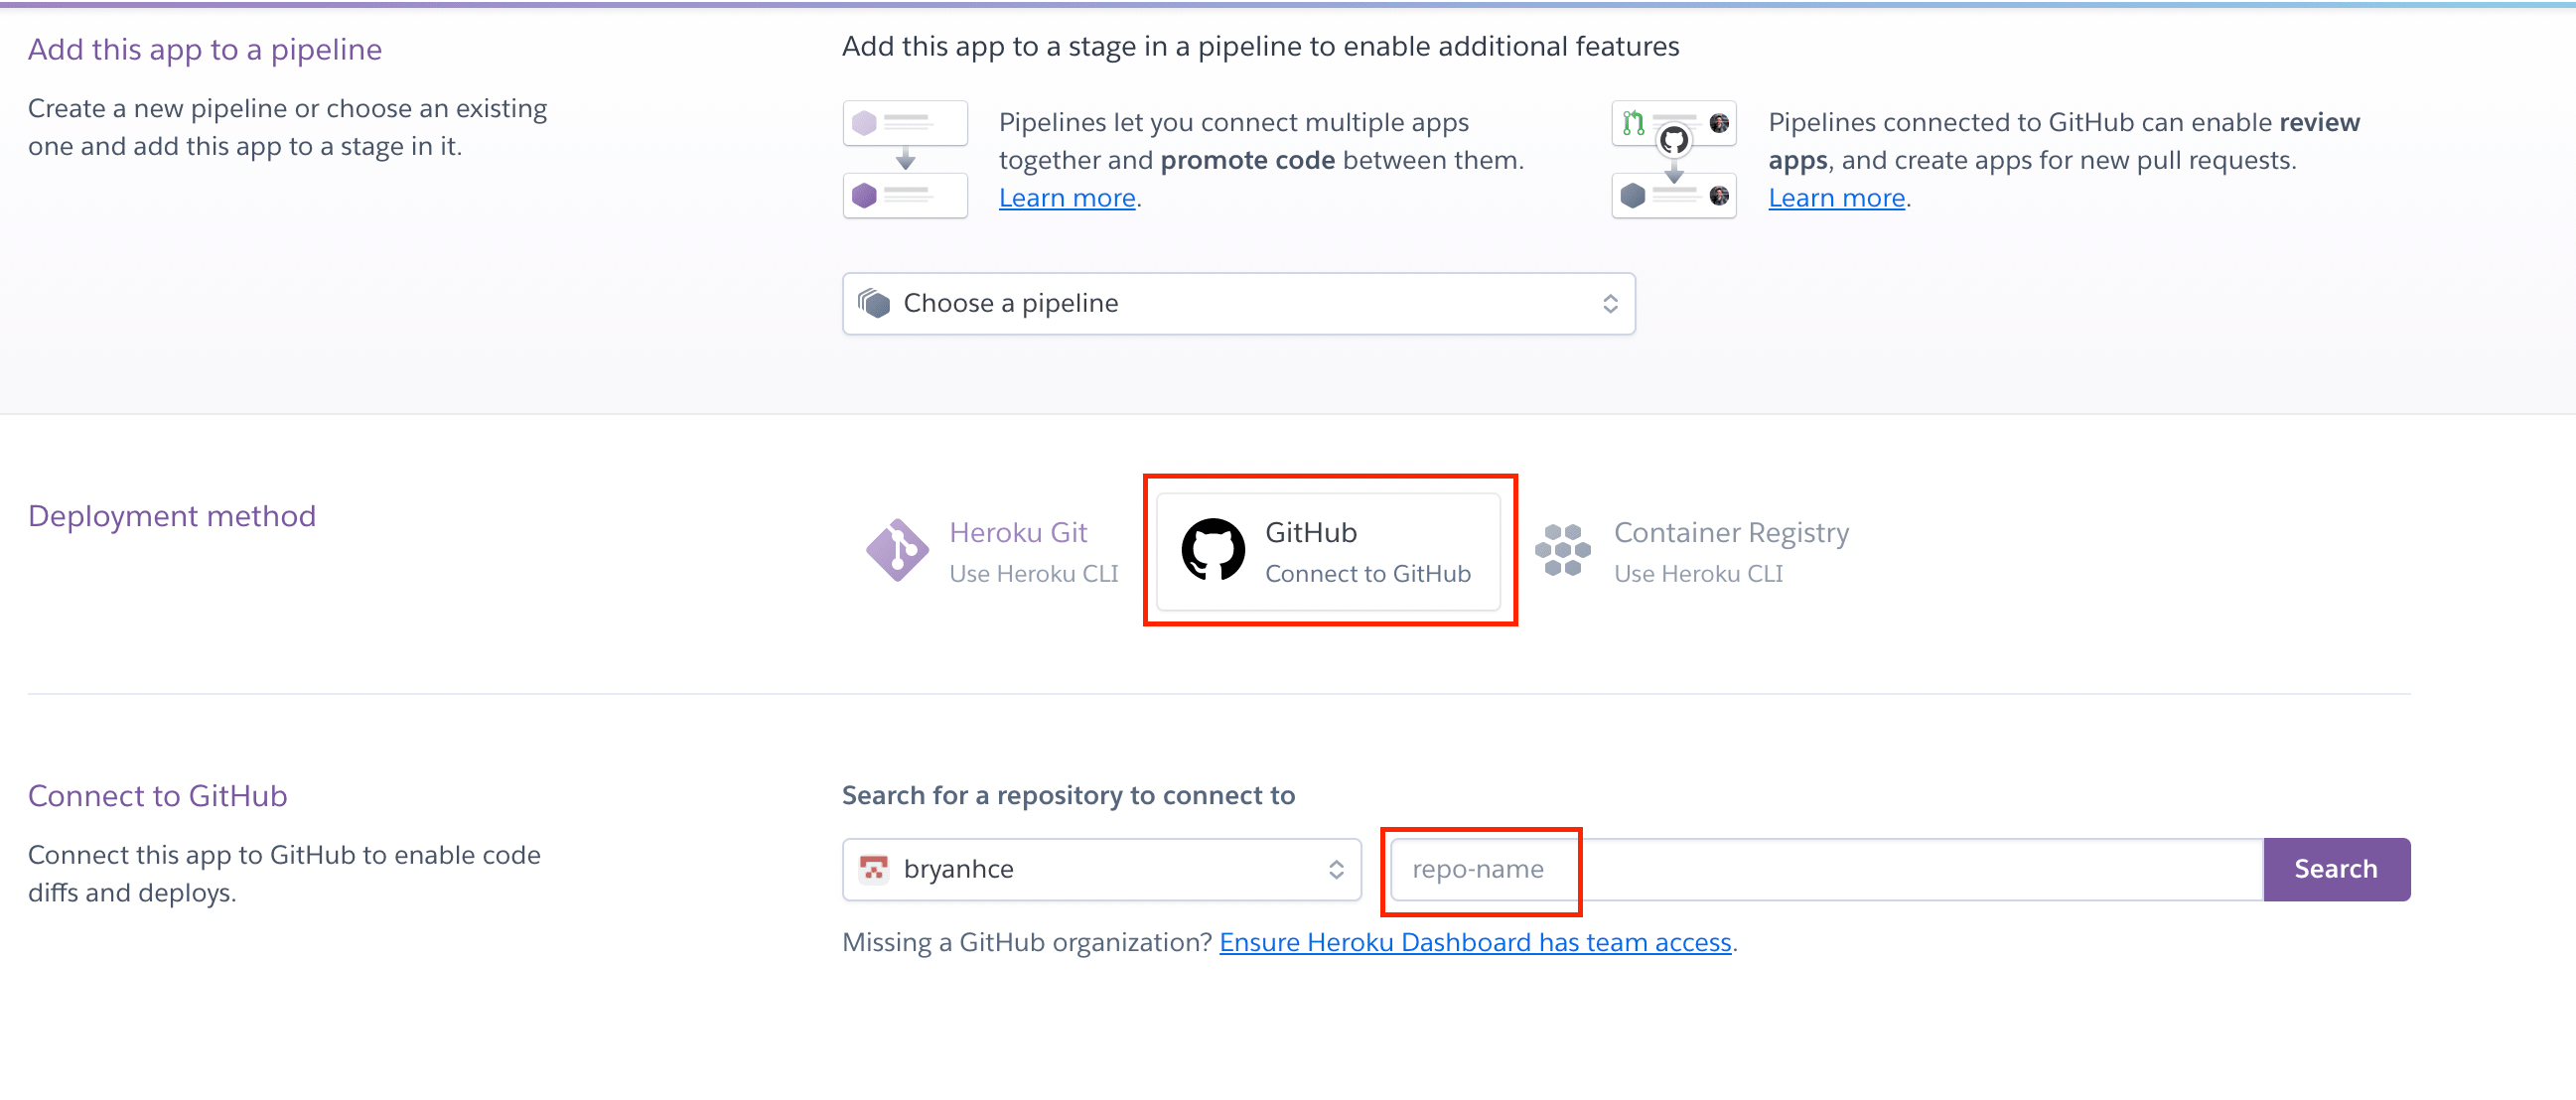 Add this app to a pipeline
Create a new pipeline or choose an existing
one and add this app to a stage in it.
Add this app to a stage in a pipeline to enable additional features
Pipelines let you connect multiple apps
together and promote code between them.
Learn more.
Pipelines connected to GitHub can enable review
apps, and create apps for new pull requests.
Learn more.
Choose a pipeline
Deployment method
Heroku Git
Use Heroku CLI
GitHub
Connect to GitHub
Container Registry
Use Heroku CLI
Connect to GitHub
Connect this app to GitHub to enable code
diffs and deploys.
Search for a repository to connect to
bryanhce
repo-name
Search
Missing a GitHub organization? Ensure Heroku Dashboard has team access.